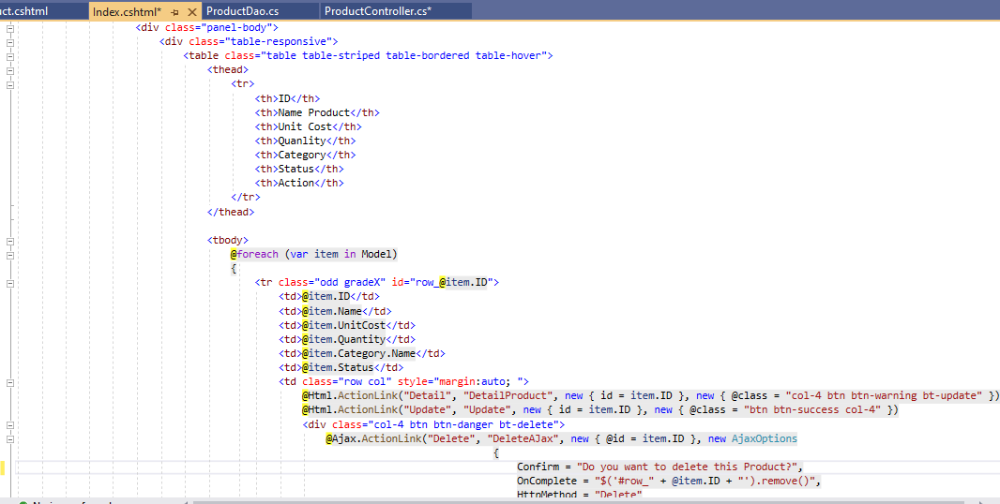 ct.cshtml Index.cshtml* ProductDao.cs ProductController.cs*
<div class="panel-body">
<div class="table-responsive">
<table class="table table-striped table-bordered table-hover">
<thead>
<tr>
<th>ID</th>
<th>Name Product</th>
<th>Unit Cost</th>
<th>Quanlity</th>
<th>Category</th>
<th>Status</th>
<th>Action</th>
</tr>
</thead>
<tbody>
@foreach (var item in Model)
{
<tr class="odd gradeX" id="row_@item.ID">
<td>@item.ID</td>
<td>@item.Name</td>
<td>@item.UnitCost</td>
<td>@item.Quantity</td>
<td>@item.Category.Name</td>
<td>@item.Status</td>
<td class="row col" style="margin:auto; ">
@Html.ActionLink("Detail", "DetailProduct", new { id = item.ID }, new { @class = "col-4 btn btn-warning bt-update" })
@Html.ActionLink("Update", "Update", new { id = item.ID }, new { @class = "btn btn-success col-4" })
<div class="col-4 btn btn-danger bt-delete">
@Ajax.ActionLink("Delete", "DeleteAJax", new { @id = item.ID }, new AjaxOptions
{
Confirm = "Do you want to delete this Product?",
OnComplete = "$('#row_" + @item.ID + "').remove()",
HttpMethod = "Delete"